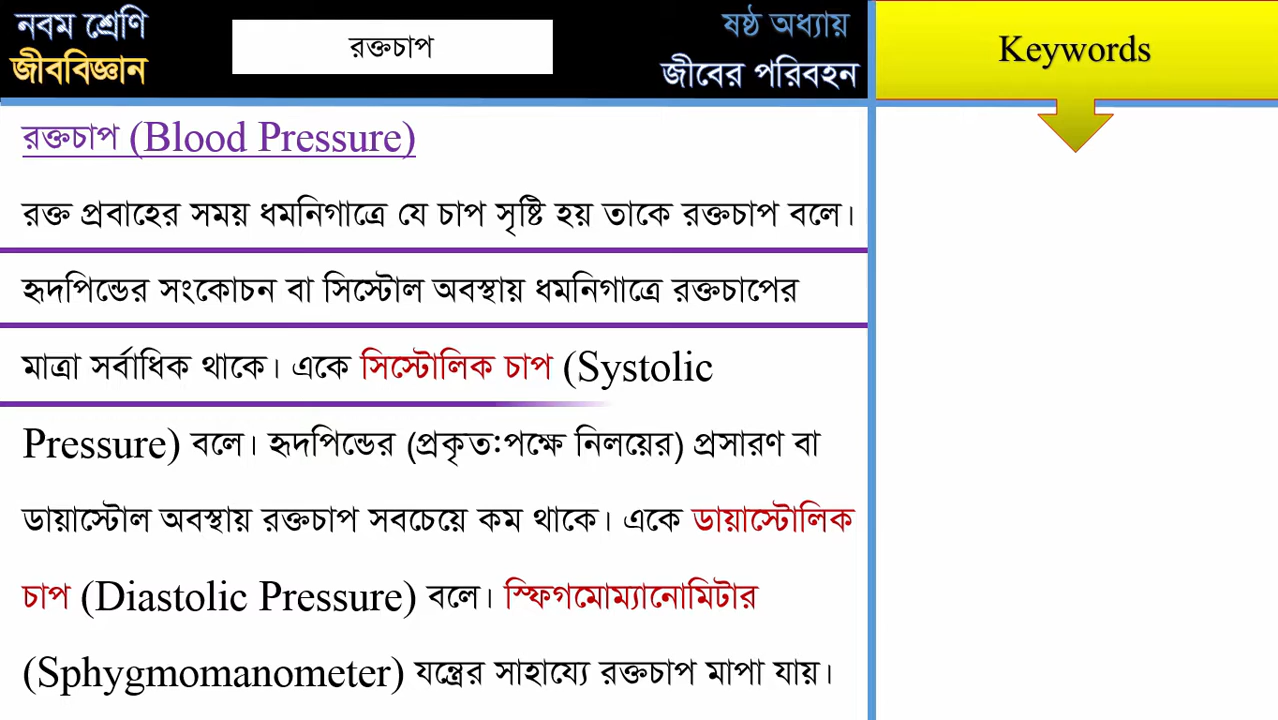 নবম শ্রেণি
জীববিজ্ঞান
রক্তচাপ
ষষ্ঠ অধ্যায়
জীবের পরিবহন
Keywords
রক্তচাপ (Blood Pressure)
রক্ত প্রবাহের সময় ধমনিগাত্রে যে চাপ সৃষ্টি হয় তাকে রক্তচাপ বলে।
হৃদপিন্ডের সংকোচন বা সিস্টোল অবস্থায় ধমনিগাত্রে রক্তচাপের
মাত্রা সর্বাধিক থাকে। একে সিস্টোলিক চাপ (Systolic
Pressure) বলে। হৃদপিন্ডের (প্রকৃত:পক্ষে নিলয়ের) প্রসারণ বা
ডায়াস্টোল অবস্থায় রক্তচাপ সবচেয়ে কম থাকে। একে ডায়াস্টোলিক
চাপ (Diastolic Pressure) বলে। স্ফিগমোম্যানোমিটার
(Sphygmomanometer) যন্ত্রের সাহায্যে রক্তচাপ মাপা যায়।